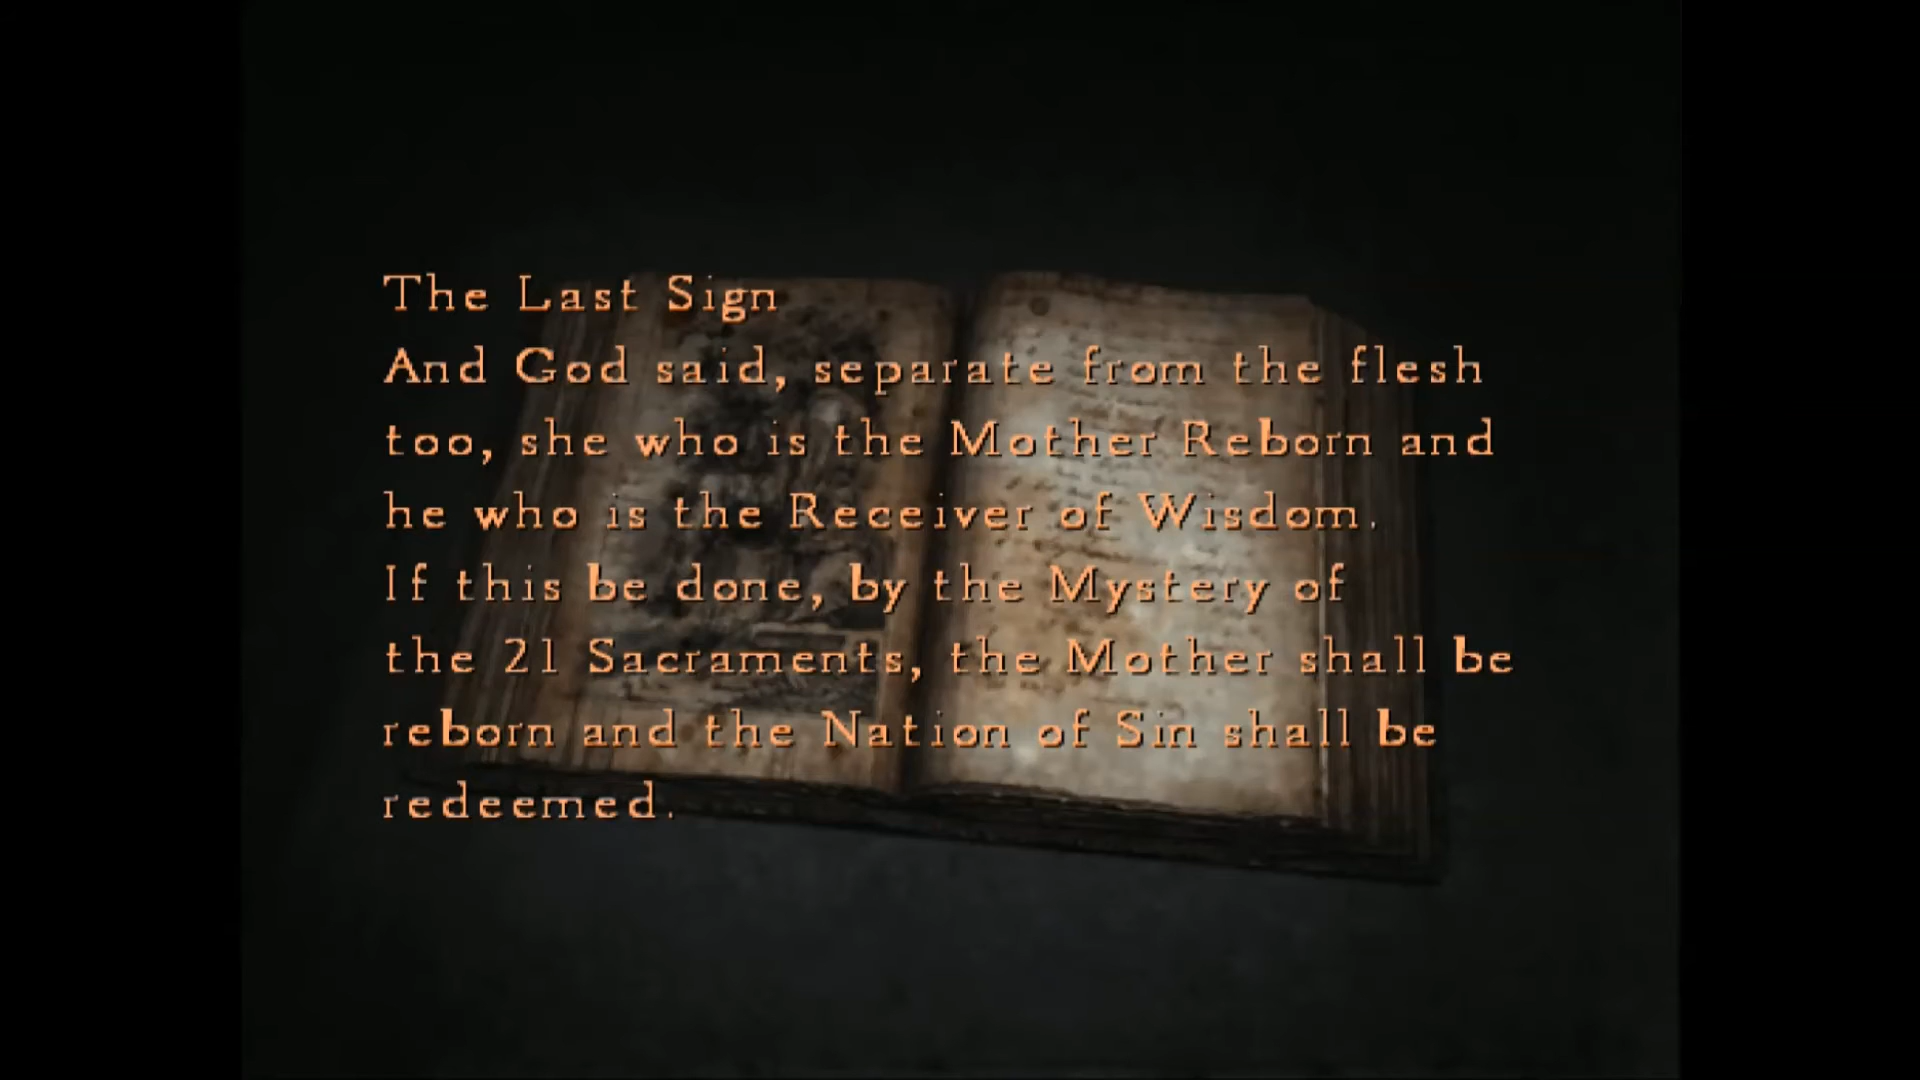 The Last Sign
And God said, separate from the flesh
too, she who is the Mother Reborn and
he who is the Receiver of Wisdom.
If this be done, by the Mystery of
the 21 Sacraments, the Mother shall be
reborn and the Nation of Sin shall be
redeemed.